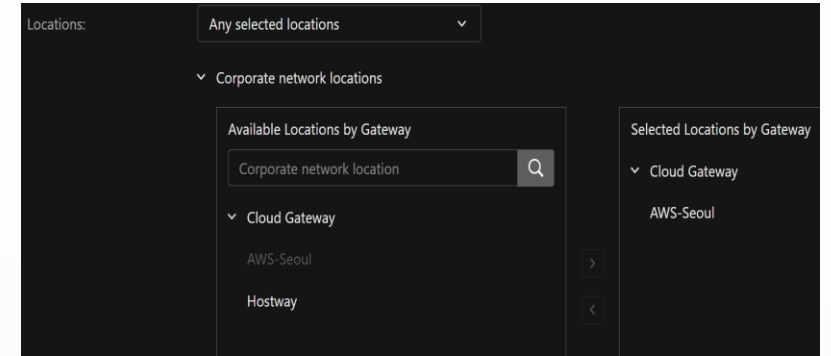 Locations:
Any selected locations
Corporate network locations
Available Locations by Gateway
Corporate network location
Cloud Gateway
AWS-Seoul
Hostway
Selected Locations by Gateway
Cloud Gateway
AWS-Seoul